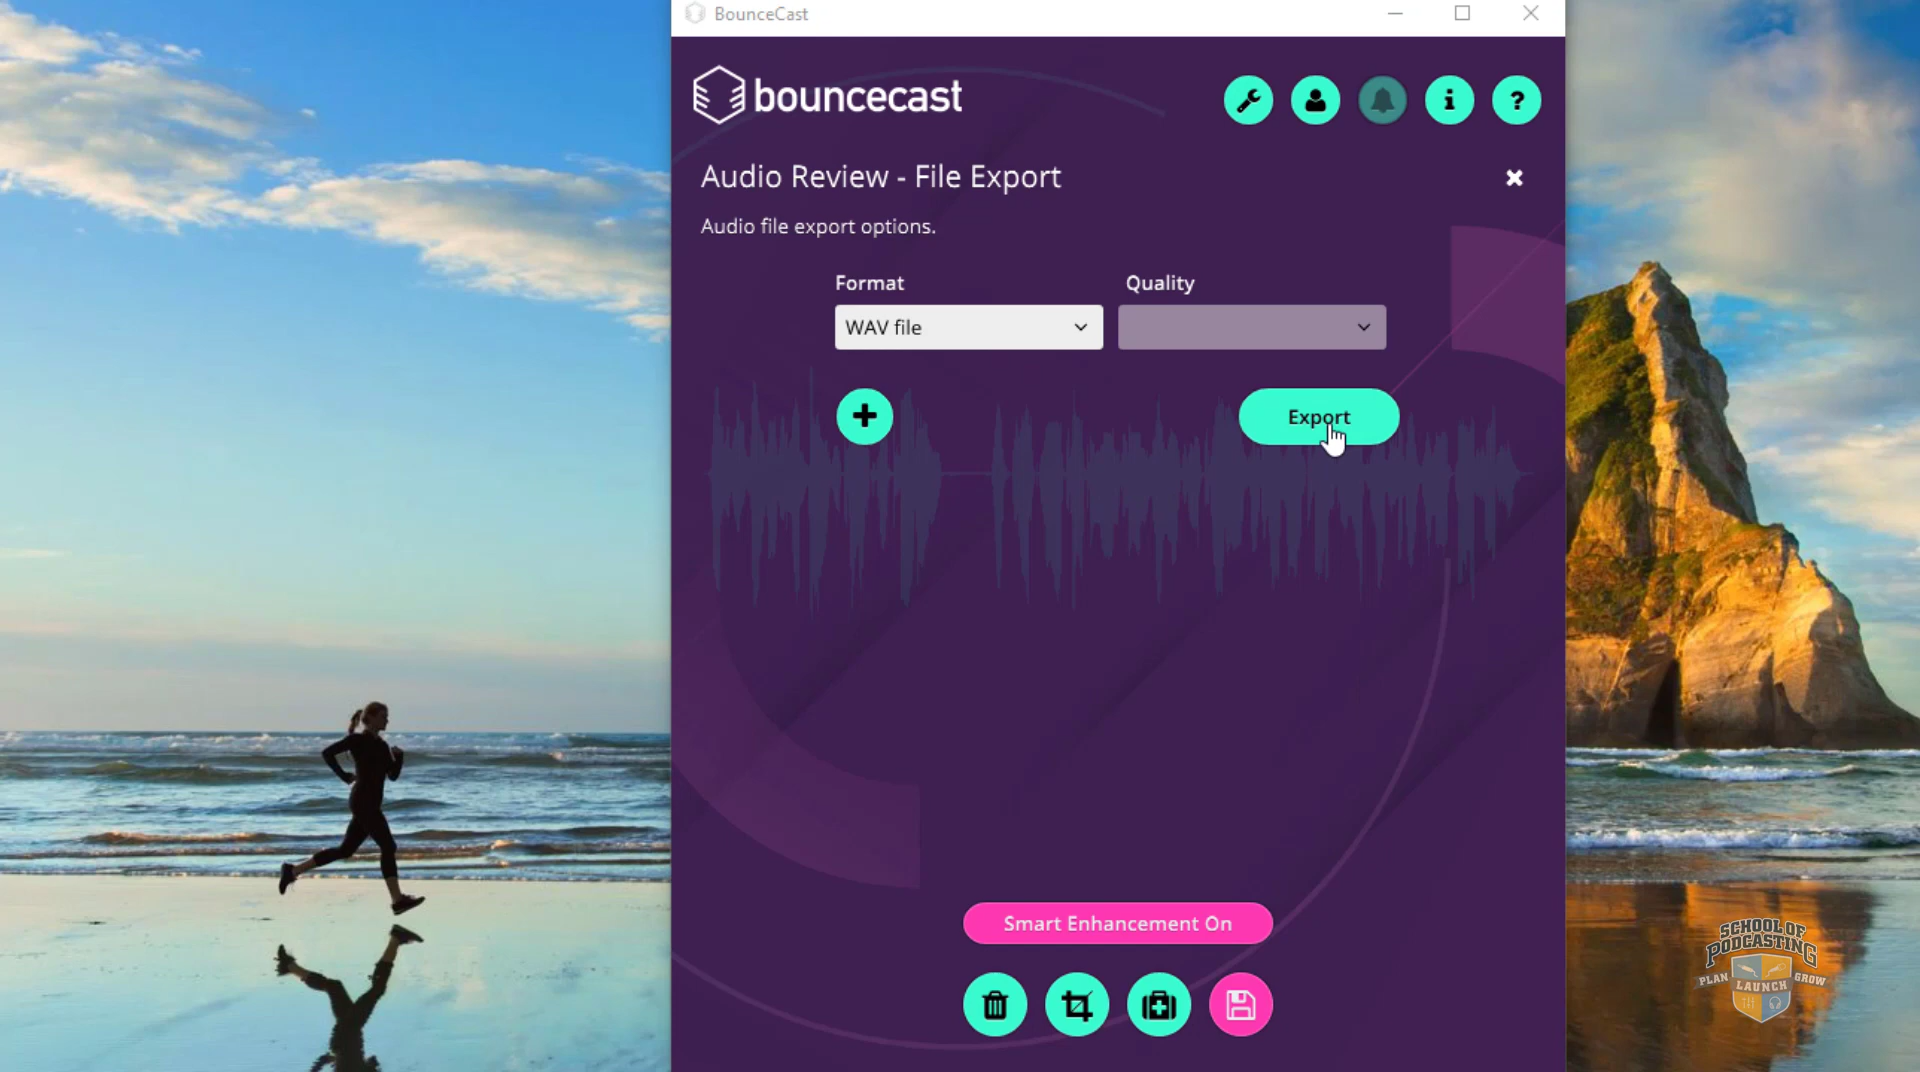 BounceCast
bouncecast
Audio Review - File Export
Audio file export options.
Format
Quality
WAV file
Export
Smart Enhancement On
SCHOOL OF
PODCASTING
PLAN
LAUNCH
GROW